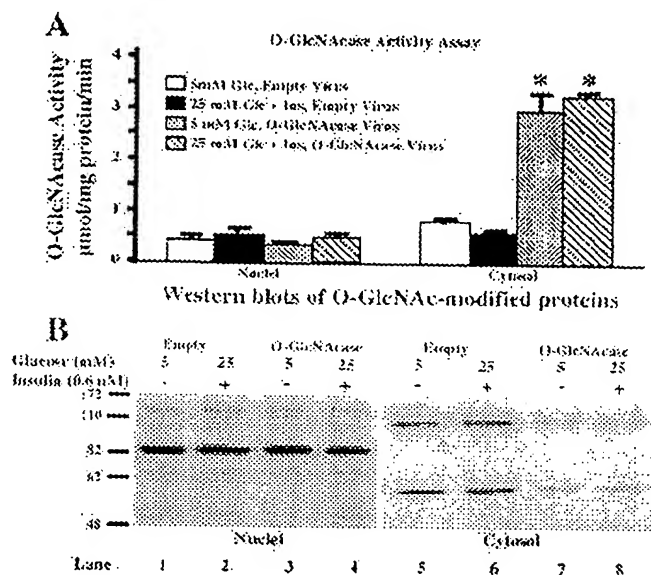 A
O-GlcNAcase Activity Assay
O-GlcNAcase Activity
µmol/mg protein/min
4
3
2
1
0
5mM Glc, Empty Virus
25 mM Glc + Ins, Empty Virus
5 mM Glc, O-GlcNAcase Virus
25 mM Glc + Ins, O-GlcNAcase Virus
* *
Nuclei Cytosol
Western blots of O-GlcNAc-modified proteins
B
Empty O-GlcNAcase Empty O-GlcNAcase
Glucose (mM) 5 25 5 25 5 25 5 25
Insulin (0.6 nM) - + - + - + - +
172
110
82
62
48
Nuclei Cytosol
Lane 1 2 3 4 5 6 7 8